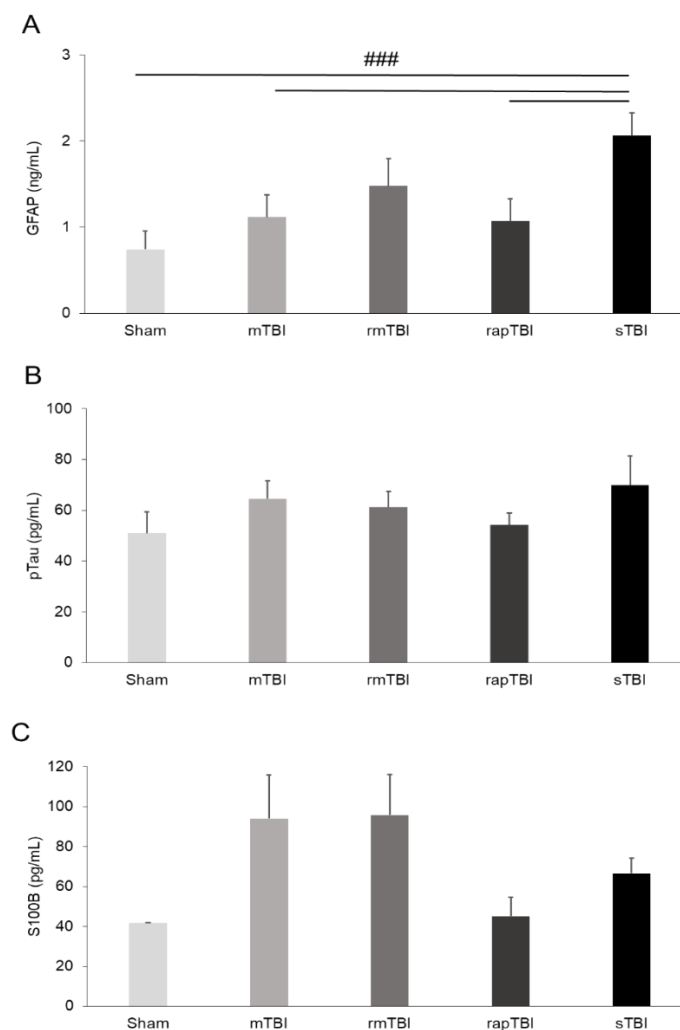 A
3
###
2
1
0
GFAP (ng/mL)
Sham mTBI rmTBI rapTBI sTBI
B
100
80
60
40
20
0
pTau (pg/mL)
Sham mTBI rmTBI rapTBI sTBI
C
120
100
80
60
40
20
0
S100B (pg/mL)
Sham mTBI rmTBI rapTBI sTBI